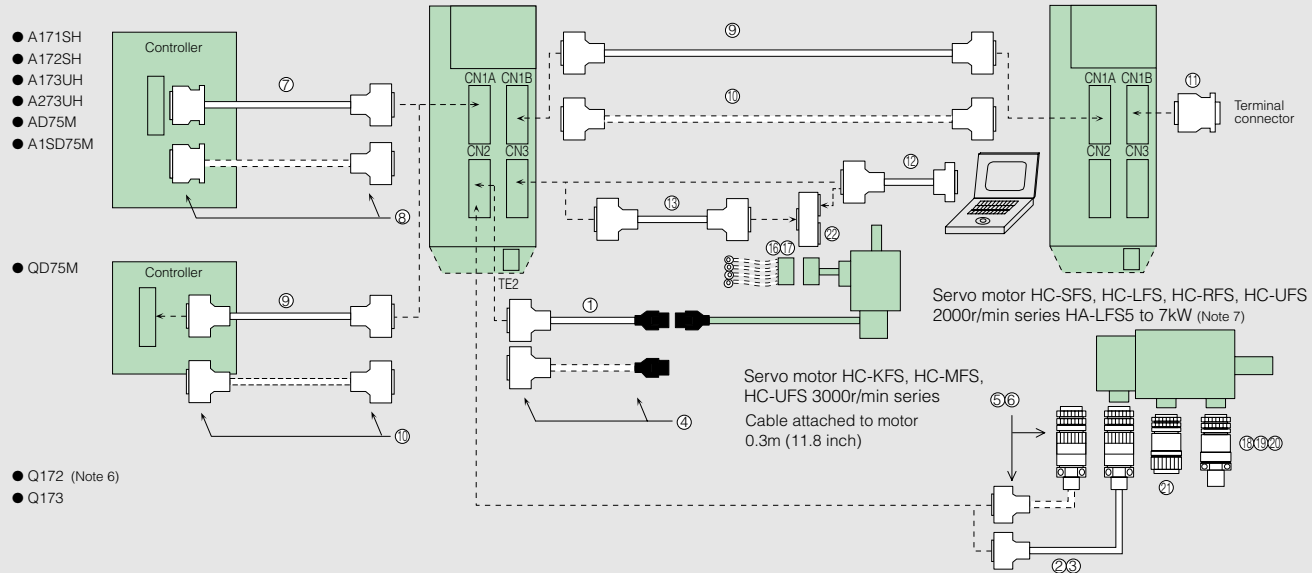 ● A171SH
● A172SH
● A173UH
● A273UH
● AD75M
● A1SD75M
Controller
⑦
⑧
● QD75M
Controller
⑨
⑩
● Q172 (Note 6)
● Q173
CN1A CN1B
CN2 CN3
TE2
⑨
⑩
⑬
⑫
㉒
⑯⑰
①
④
CN1A CN1B
CN2 CN3
⑪
Terminal
connector
Servo motor HC-KFS, HC-MFS,
HC-UFS 3000r/min series
Cable attached to motor
0.3m (11.8 inch)
Servo motor HC-SFS, HC-LFS, HC-RFS, HC-UFS
2000r/min series HA-LFS5 to 7kW (Note 7)
⑤⑥
㉑
⑱⑲⑳
②③